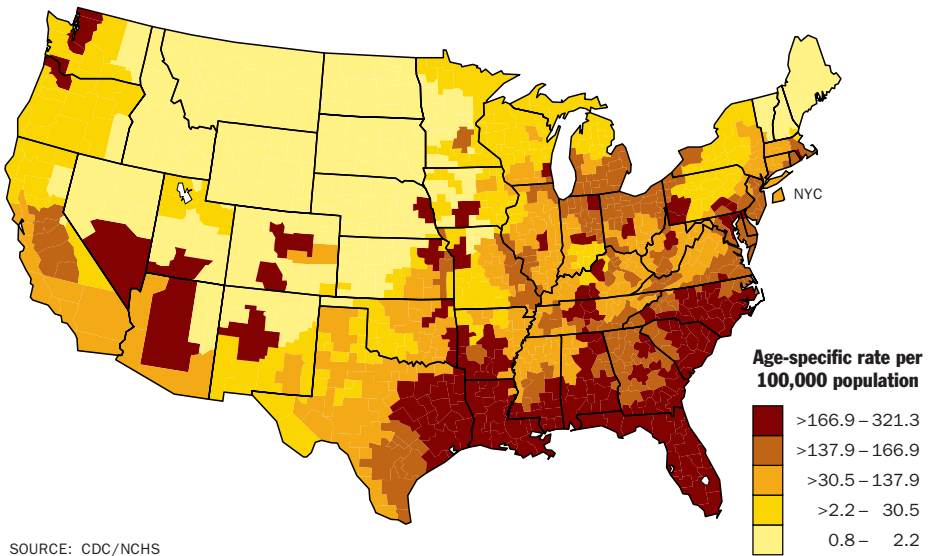 NYC
Age-specific rate per
100,000 population
>166.9 – 321.3
>137.9 – 166.9
>30.5 – 137.9
>2.2 – 30.5
0.8 – 2.2
SOURCE: CDC/NCHS